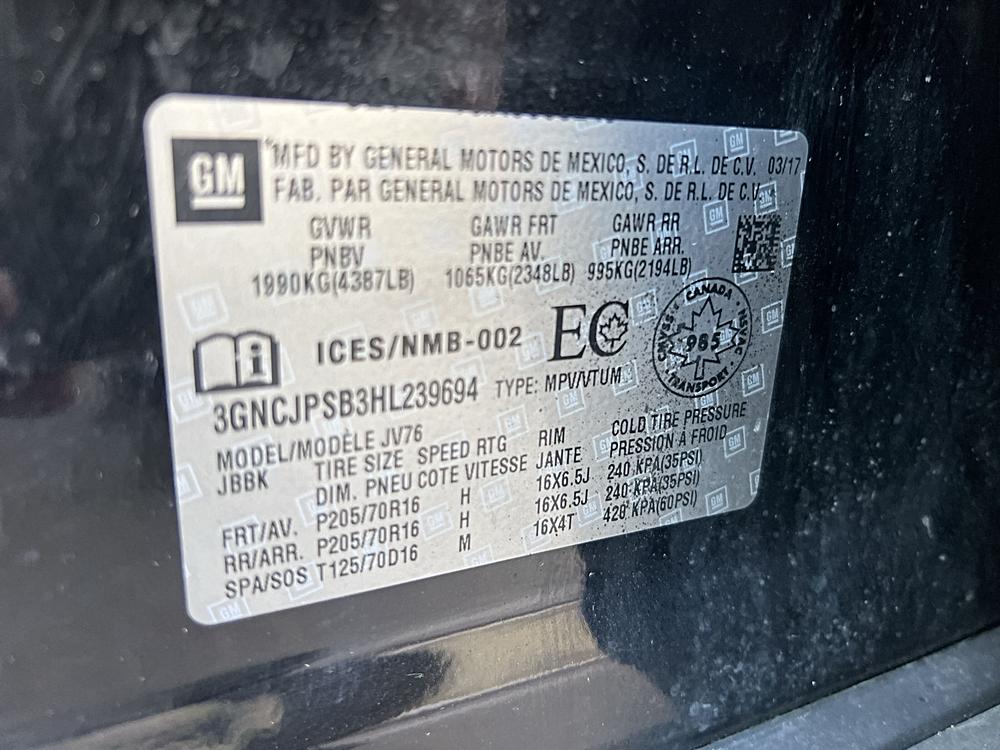 GM
MFD BY GENERAL MOTORS DE MEXICO, S. DE R.L. DE C.V. 03/17
FAB. PAR GENERAL MOTORS DE MEXICO, S. DE R.L. DE C.V.
GVWR GAWR FRT GAWR RR
PNBV PNBE AV. PNBE ARR.
1990KG(4387LB) 1065KG(2348LB) 995KG(2194LB)
ICES/NMB-002 EC
CANADA
985
TRANSPORT
3GNCJPSB3HL239694 TYPE: MPV/VTUM
MODEL/MODÈLE JV76
JBBK TIRE SIZE SPEED RTG RIM COLD TIRE PRESSURE
DIM. PNEU COTE VITESSE JANTE PRESSION À FROID
FRT/AV. P205/70R16 H 16X6.5J 240 KPA(35PSI)
RR/ARR. P205/70R16 H 16X6.5J 240 KPA(35PSI)
SPA/SOS T125/70D16 M 16X4T 420 KPA(60PSI)